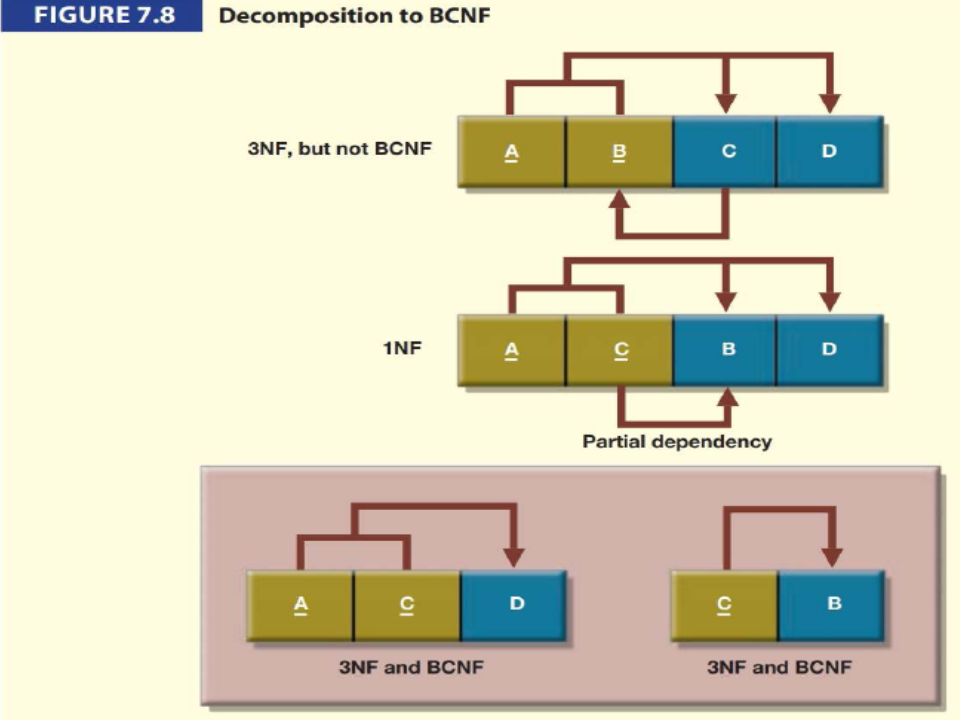 FIGURE 7.8 Decomposition to BCNF
3NF, but not BCNF
A B C D
1NF
A C B D
Partial dependency
A C D
C B
3NF and BCNF
3NF and BCNF